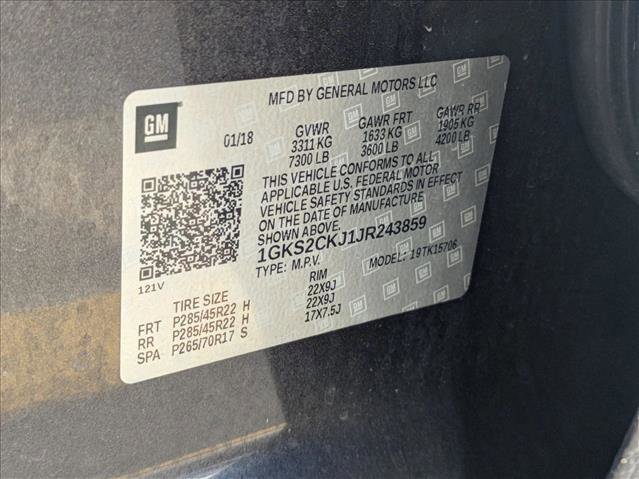 MFD BY GENERAL MOTORS LLC
GM
01/18 GVWR GAWR FRT GAWR RR
3311 KG 1633 KG 1905 KG
7300 LB 3600 LB 4200 LB
THIS VEHICLE CONFORMS TO ALL
APPLICABLE U.S. FEDERAL MOTOR
VEHICLE SAFETY STANDARDS IN EFFECT
ON THE DATE OF MANUFACTURE
1GKS2CKJ1JR243859
TYPE: M.P.V. MODEL: 19TK15706
121V
TIRE SIZE RIM
FRT P285/45R22 H 22X9J
RR P285/45R22 H 22X9J
SPA P265/70R17 S 17X7.5J